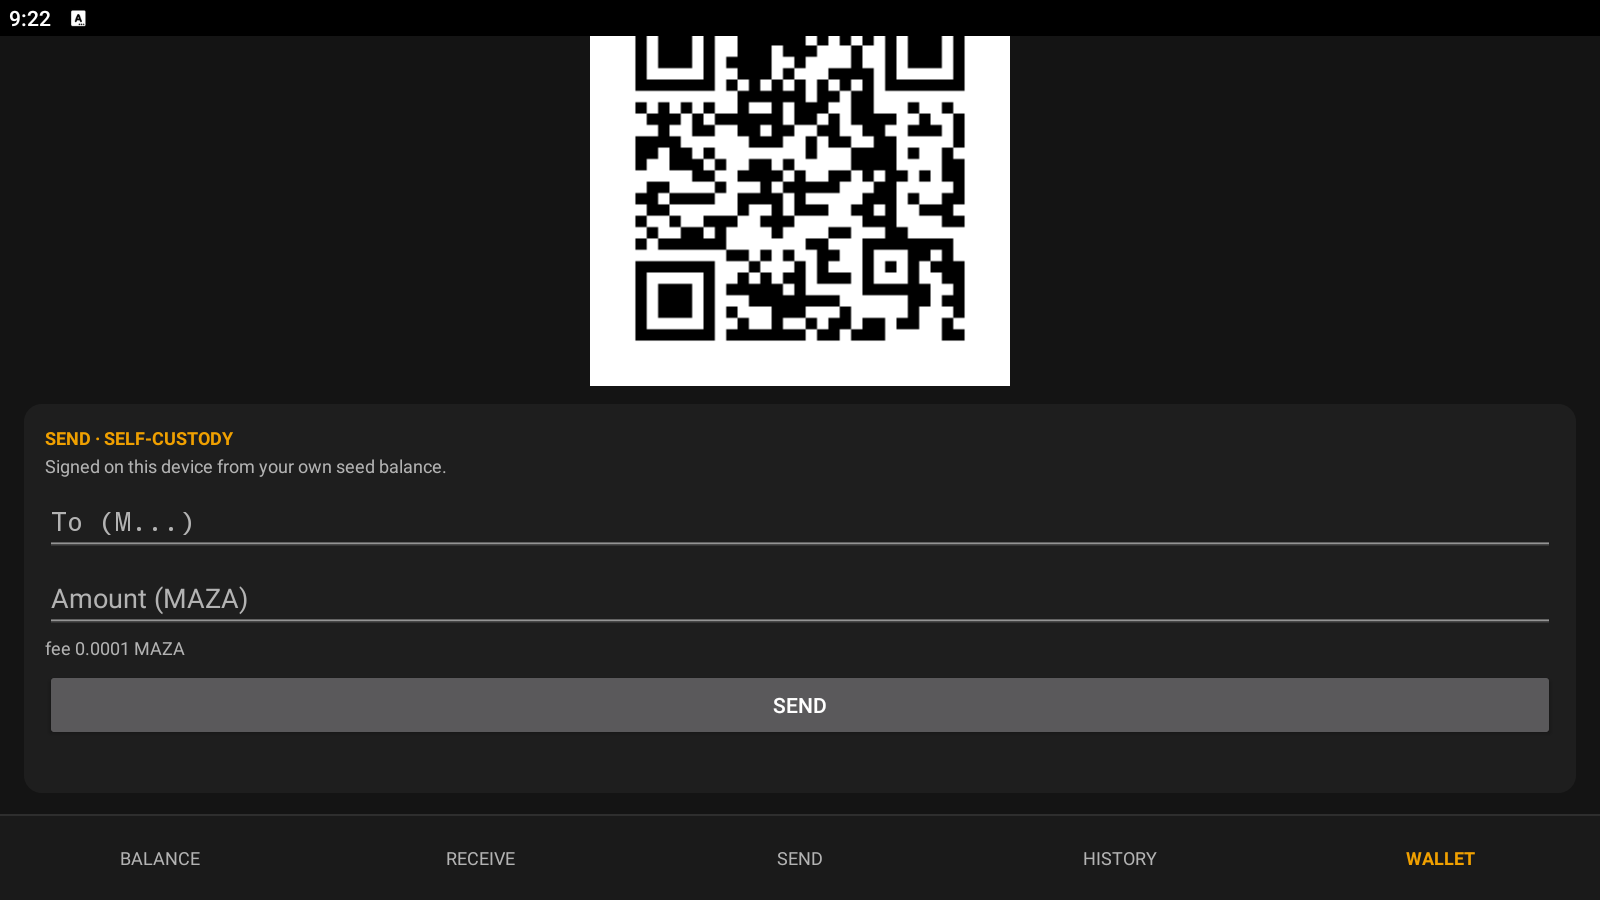 9:22
A
SEND · SELF-CUSTODY
Signed on this device from your own seed balance.
To (M...)
Amount (MAZA)
fee 0.0001 MAZA
SEND
BALANCE
RECEIVE
SEND
HISTORY
WALLET